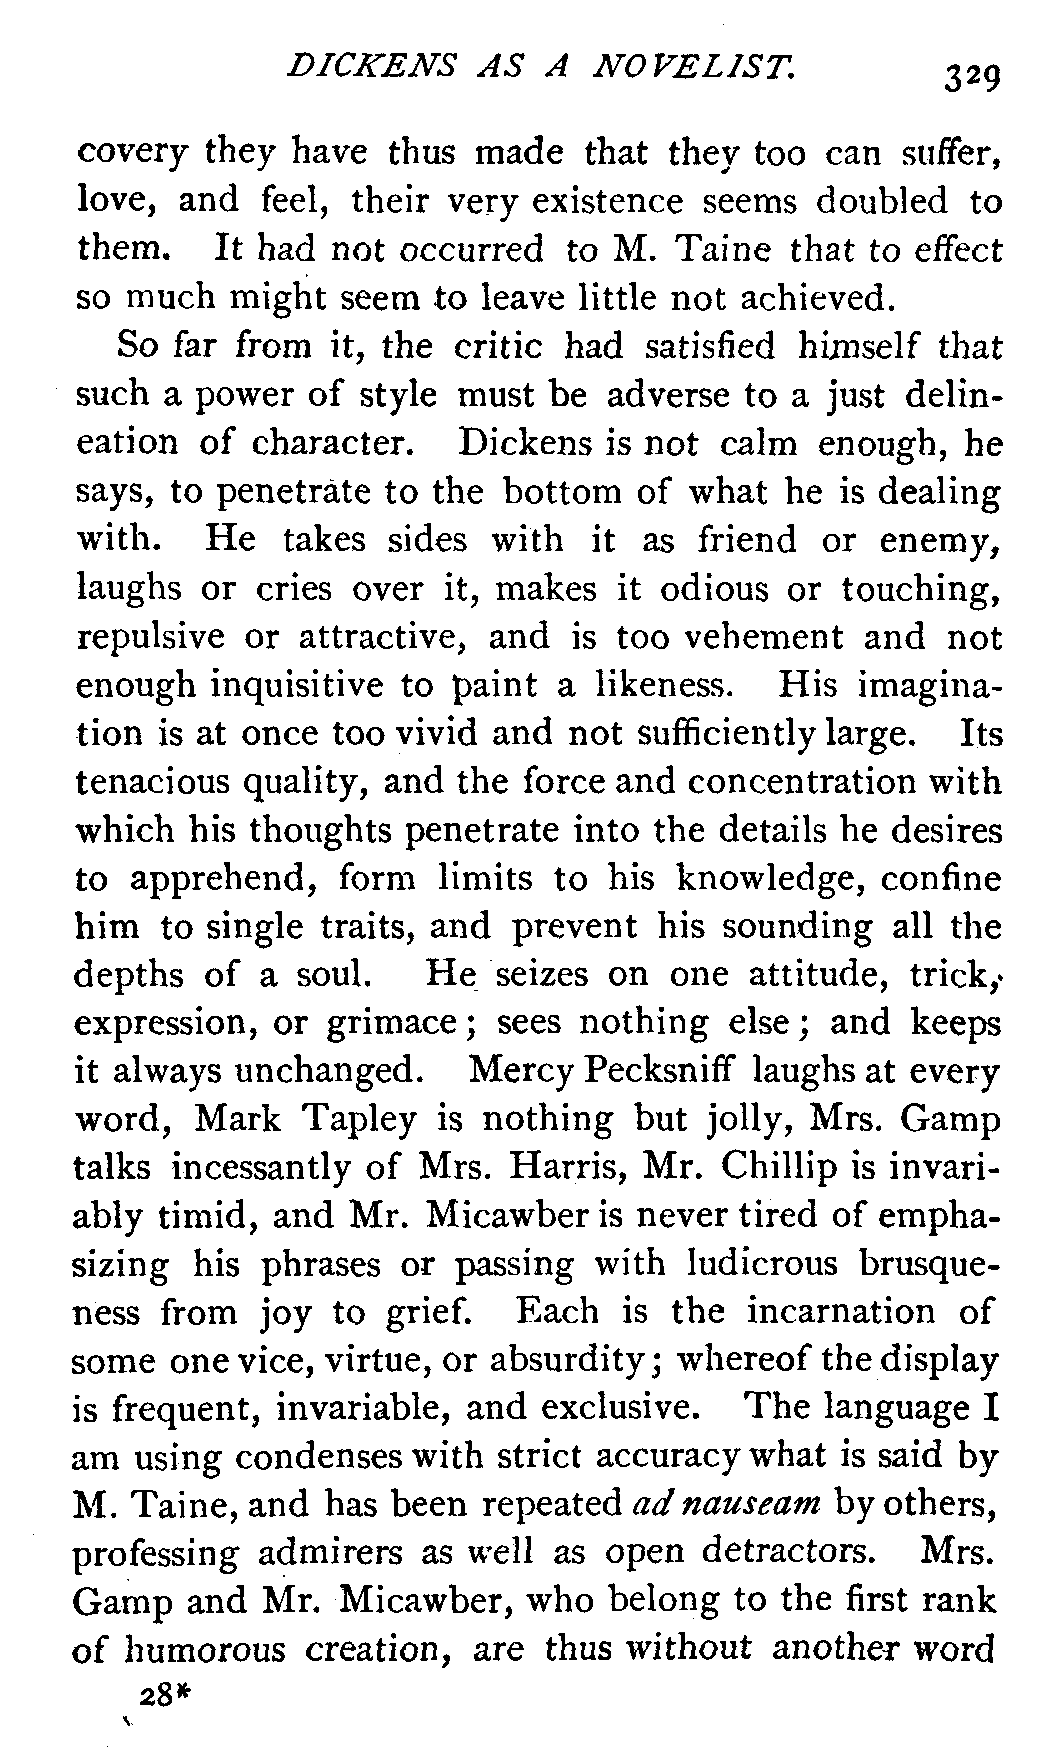 DICKENS AS A NOVELIST. 329
covery they have thus made that they too can suffer,
love, and feel, their very existence seems doubled to
them. It had not occurred to M. Taine that to effect
so much might seem to leave little not achieved.
So far from it, the critic had satisfied himself that
such a power of style must be adverse to a just delin-
eation of character. Dickens is not calm enough, he
says, to penetrate to the bottom of what he is dealing
with. He takes sides with it as friend or enemy,
laughs or cries over it, makes it odious or touching,
repulsive or attractive, and is too vehement and not
enough inquisitive to paint a likeness. His imagina-
tion is at once too vivid and not sufficiently large. Its
tenacious quality, and the force and concentration with
which his thoughts penetrate into the details he desires
to apprehend, form limits to his knowledge, confine
him to single traits, and prevent his sounding all the
depths of a soul. He seizes on one attitude, trick,
expression, or grimace; sees nothing else; and keeps
it always unchanged. Mercy Pecksniff laughs at every
word, Mark Tapley is nothing but jolly, Mrs. Gamp
talks incessantly of Mrs. Harris, Mr. Chillip is invari-
ably timid, and Mr. Micawber is never tired of empha-
sizing his phrases or passing with ludicrous brusque-
ness from joy to grief. Each is the incarnation of
some one vice, virtue, or absurdity; whereof the display
is frequent, invariable, and exclusive. The language I
am using condenses with strict accuracy what is said by
M. Taine, and has been repeated ad nauseam by others,
professing admirers as well as open detractors. Mrs.
Gamp and Mr. Micawber, who belong to the first rank
of humorous creation, are thus without another word
28*